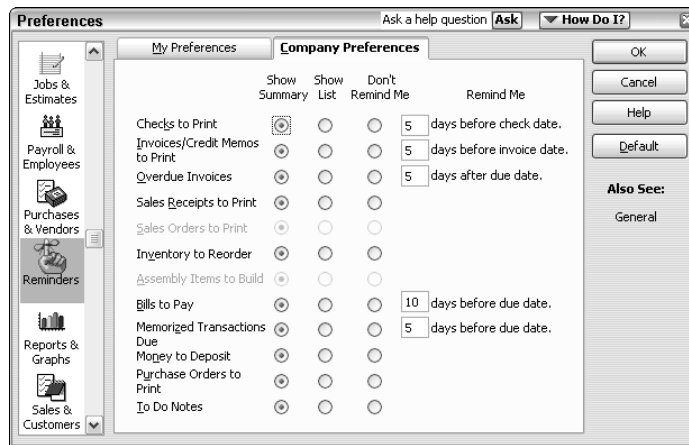 Preferences
Ask a help question Ask
How Do I?
Jobs &
Estimates
Payroll &
Employees
Purchases
& Vendors
Reminders
Reports &
Graphs
Sales &
Customers
My Preferences
Company Preferences
Show Summary
Show List
Don't Remind Me
Remind Me
Checks to Print 5 days before check date.
Invoices/Credit Memos
to Print 5 days before invoice date.
Overdue Invoices 5 days after due date.
Sales Receipts to Print
Sales Orders to Print
Inventory to Reorder
Assembly Items to Build
Bills to Pay 10 days before due date.
Memorized Transactions
Due 5 days before due date.
Money to Deposit
Purchase Orders to
Print
To Do Notes
OK
Cancel
Help
Default
Also See:
General